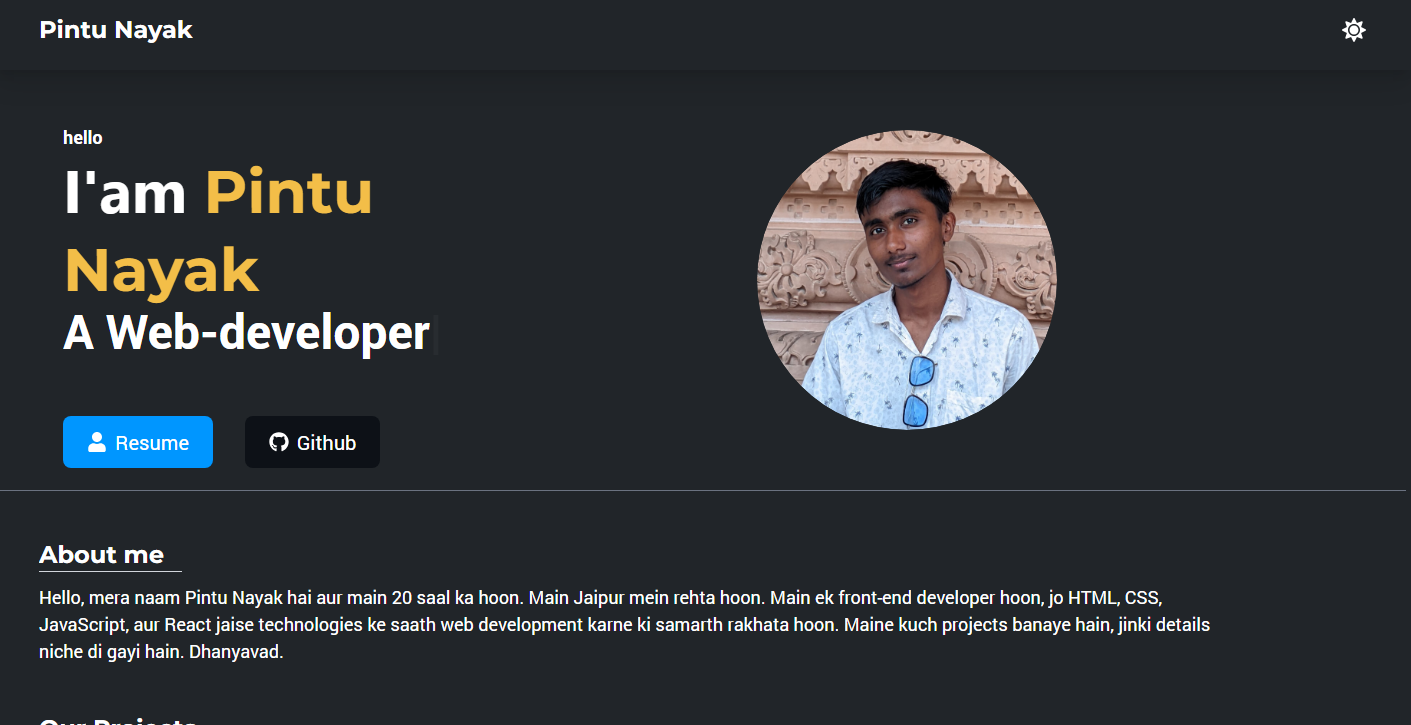 Pintu Nayak
hello
I'am Pintu
Nayak
A Web-developer
Resume
Github
About me
Hello, mera naam Pintu Nayak hai aur main 20 saal ka hoon. Main Jaipur mein rehta hoon. Main ek front-end developer hoon, jo HTML, CSS,
JavaScript, aur React jaise technologies ke saath web development karne ki samarth rakhata hoon. Maine kuch projects banaye hain, jinki details
niche di gayi hain. Dhanyavad.
Our Projects